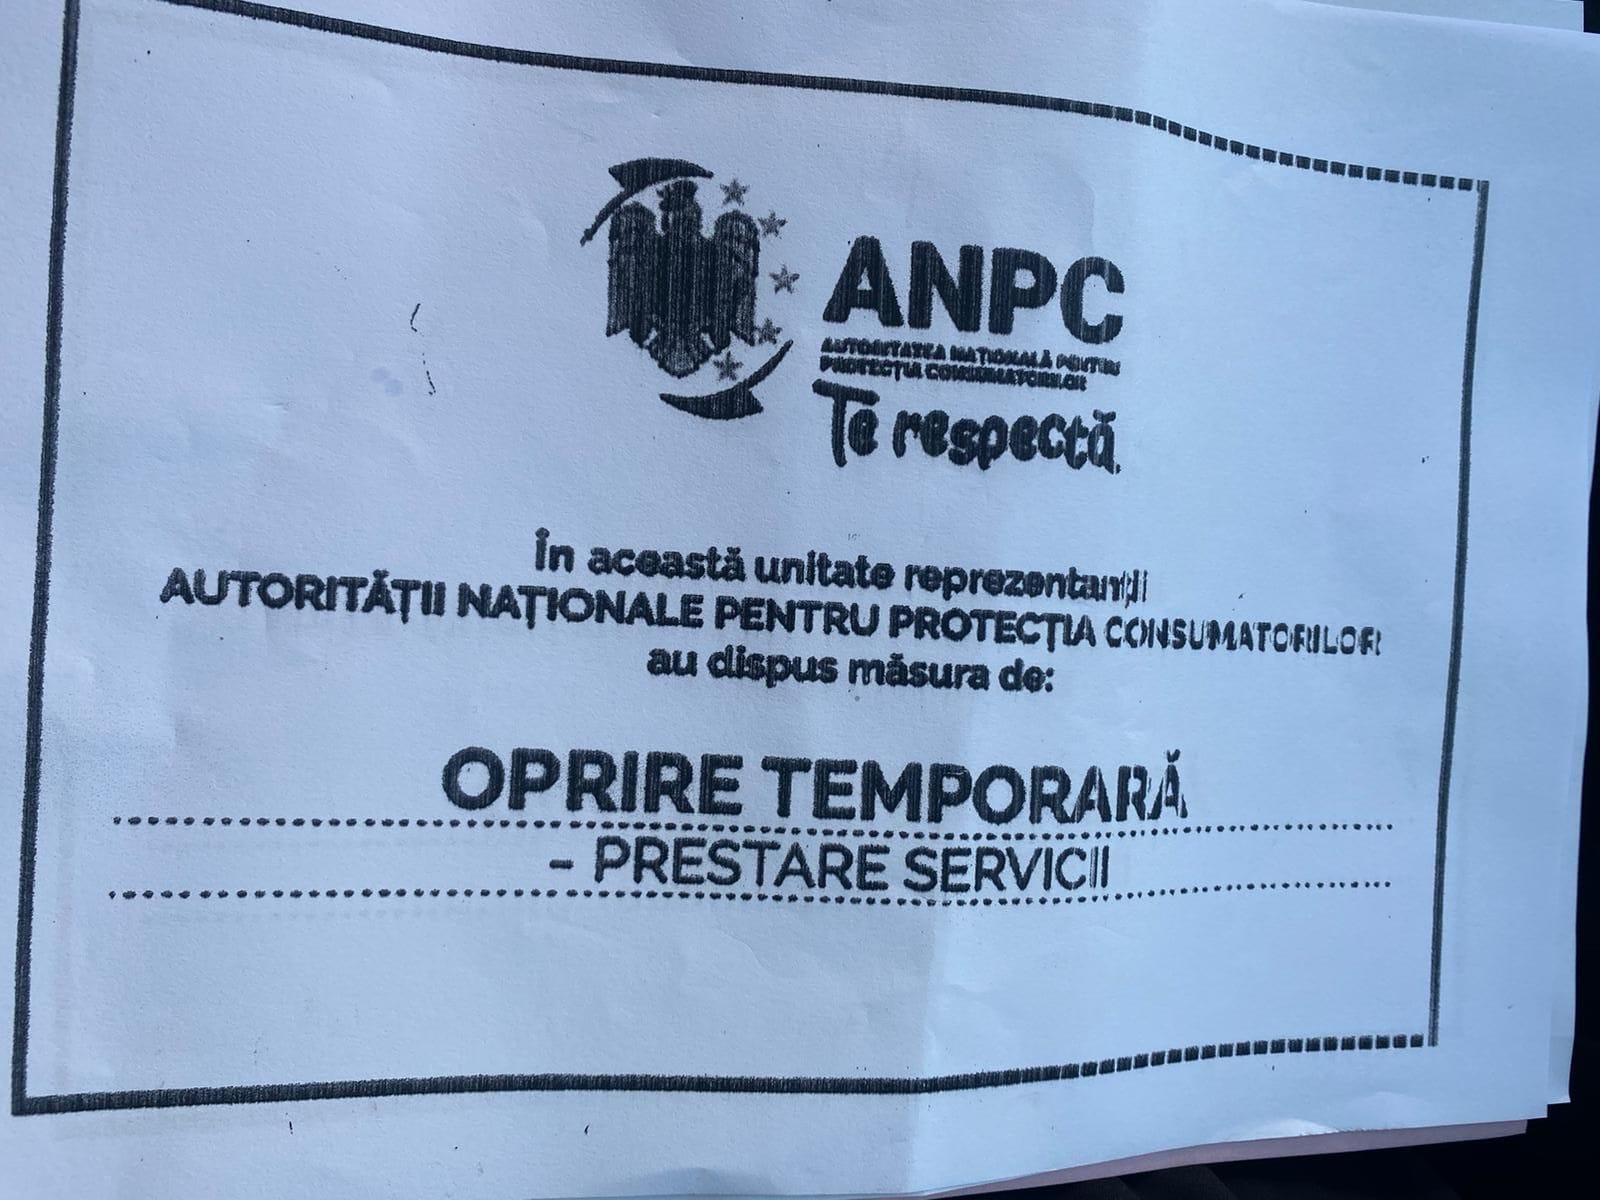 ANPC
AUTORITATEA NAȚIONALĂ PENTRU
PROTECȚIA CONSUMATORILOR
Te respectă.
În această unitate reprezentanții
AUTORITĂȚII NAȚIONALE PENTRU PROTECȚIA CONSUMATORILOR
au dispus măsura de:
OPRIRE TEMPORARĂ
- PRESTARE SERVICII